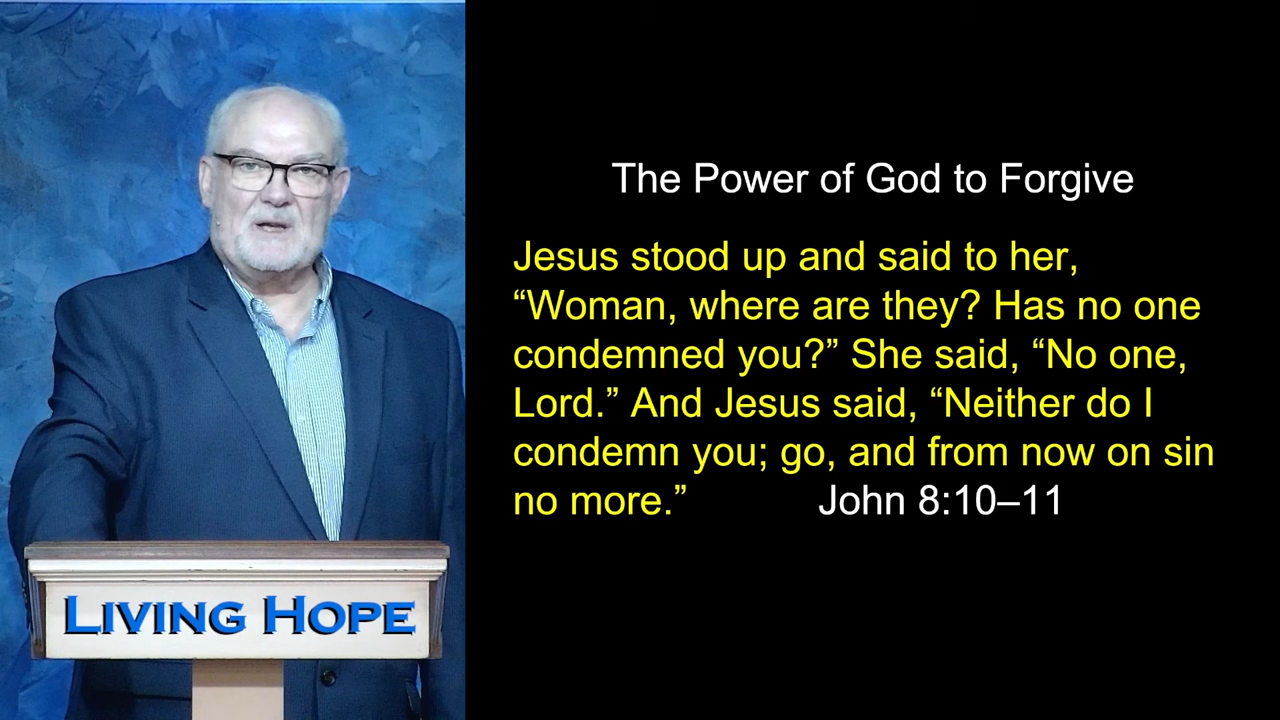 The Power of God to Forgive
Jesus stood up and said to her,
“Woman, where are they? Has no one
condemned you?” She said, “No one,
Lord.” And Jesus said, “Neither do I
condemn you; go, and from now on sin
no more.” John 8:10–11
LIVING HOPE